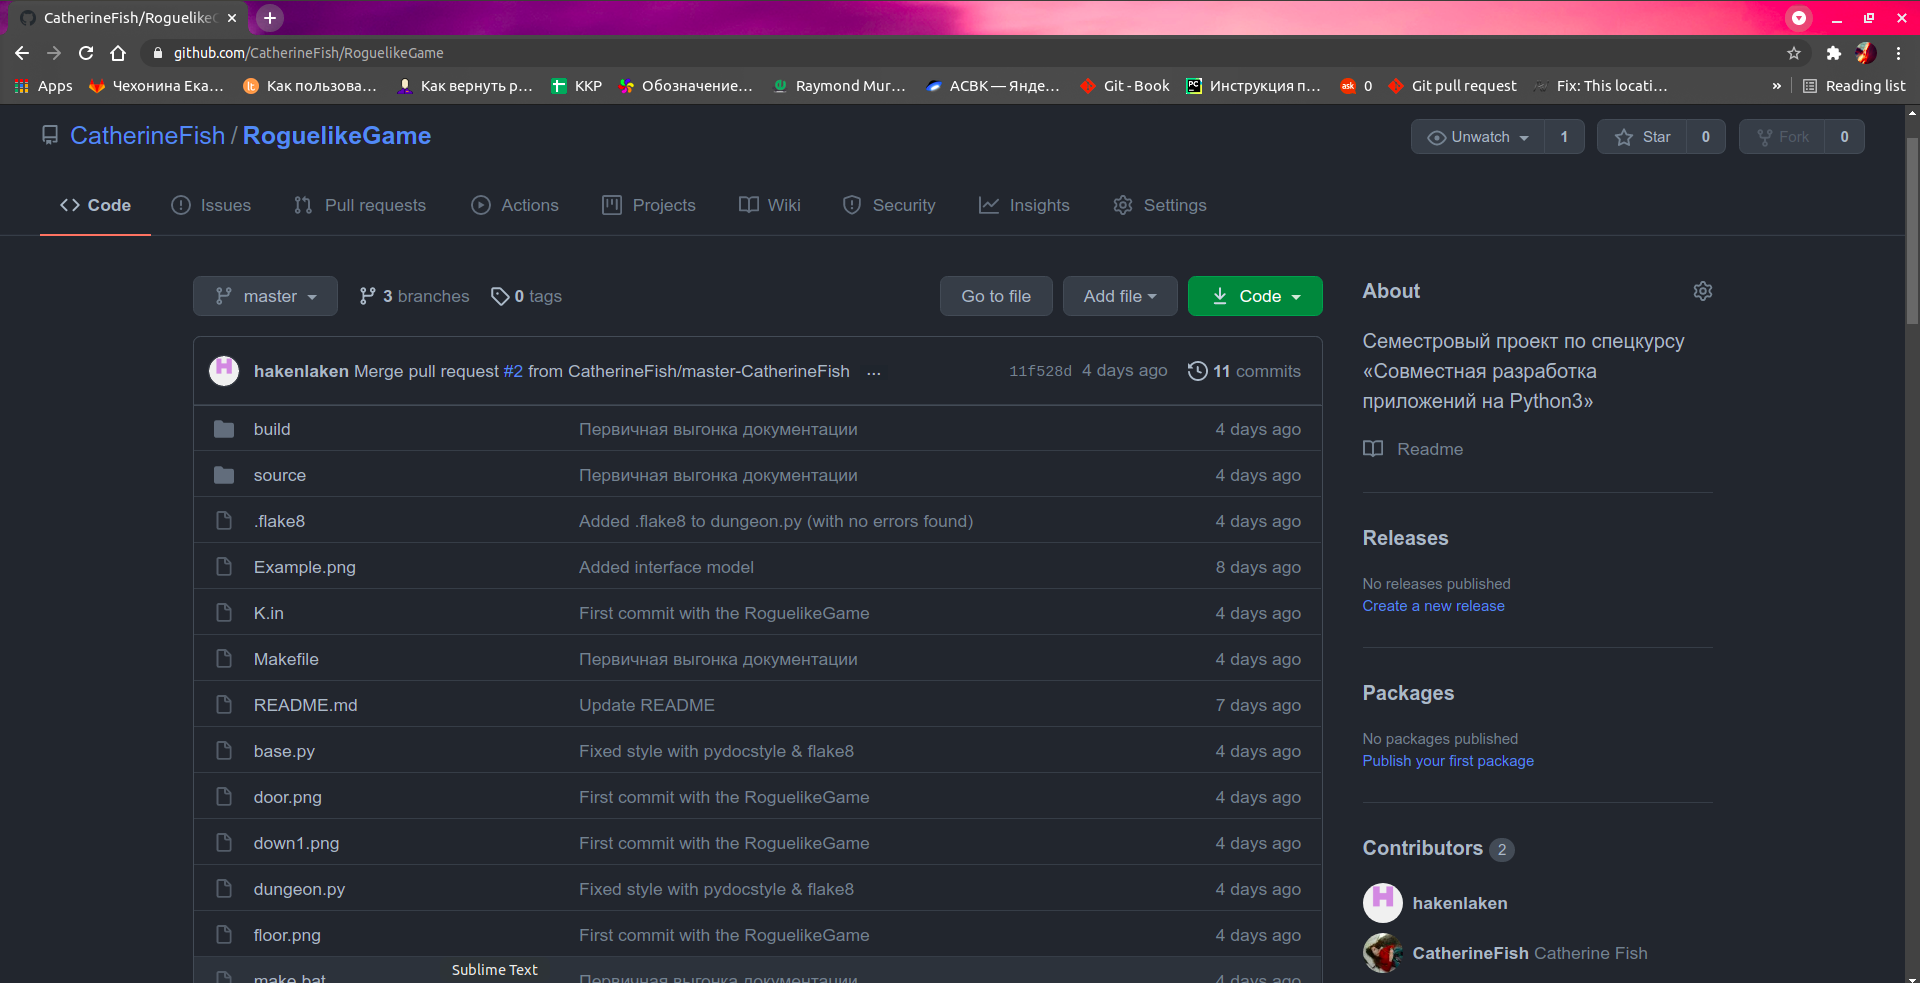 CatherineFish/RoguelikeG
github.com/CatherineFish/RoguelikeGame
Apps
Чехонина Ека...
Как пользова...
Как вернуть р...
ККР
Обозначение...
Raymond Mur...
АСВК — Янде...
Git - Book
Инструкция п...
0
Git pull request
Fix: This locati...
»
Reading list
CatherineFish / RoguelikeGame
Unwatch 1
Star 0
Fork 0
Code
Issues
Pull requests
Actions
Projects
Wiki
Security
Insights
Settings
master
3 branches
0 tags
Go to file
Add file
Code
hakenlaken Merge pull request #2 from CatherineFish/master-CatherineFish ... 11f528d 4 days ago 11 commits
build Первичная выгонка документации 4 days ago
source Первичная выгонка документации 4 days ago
.flake8 Added .flake8 to dungeon.py (with no errors found) 4 days ago
Example.png Added interface model 8 days ago
K.in First commit with the RoguelikeGame 4 days ago
Makefile Первичная выгонка документации 4 days ago
README.md Update README 7 days ago
base.py Fixed style with pydocstyle & flake8 4 days ago
door.png First commit with the RoguelikeGame 4 days ago
down1.png First commit with the RoguelikeGame 4 days ago
dungeon.py Fixed style with pydocstyle & flake8 4 days ago
floor.png First commit with the RoguelikeGame 4 days ago
make.bat Первичная выгонка документации 4 days ago
Sublime Text
About
Семестровый проект по спецкурсу
«Совместная разработка
приложений на Python3»
Readme
Releases
No releases published
Create a new release
Packages
No packages published
Publish your first package
Contributors 2
hakenlaken
CatherineFish Catherine Fish